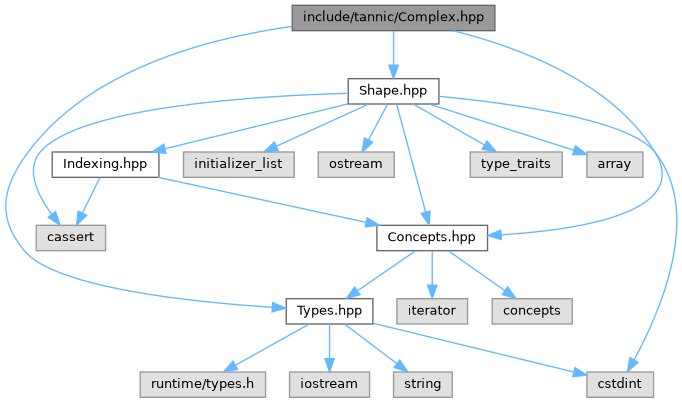 include/tannic/Complex.hpp
Shape.hpp
Indexing.hpp
initializer_list
ostream
type_traits
array
cassert
Concepts.hpp
Types.hpp
iterator
concepts
runtime/types.h
iostream
string
cstdint